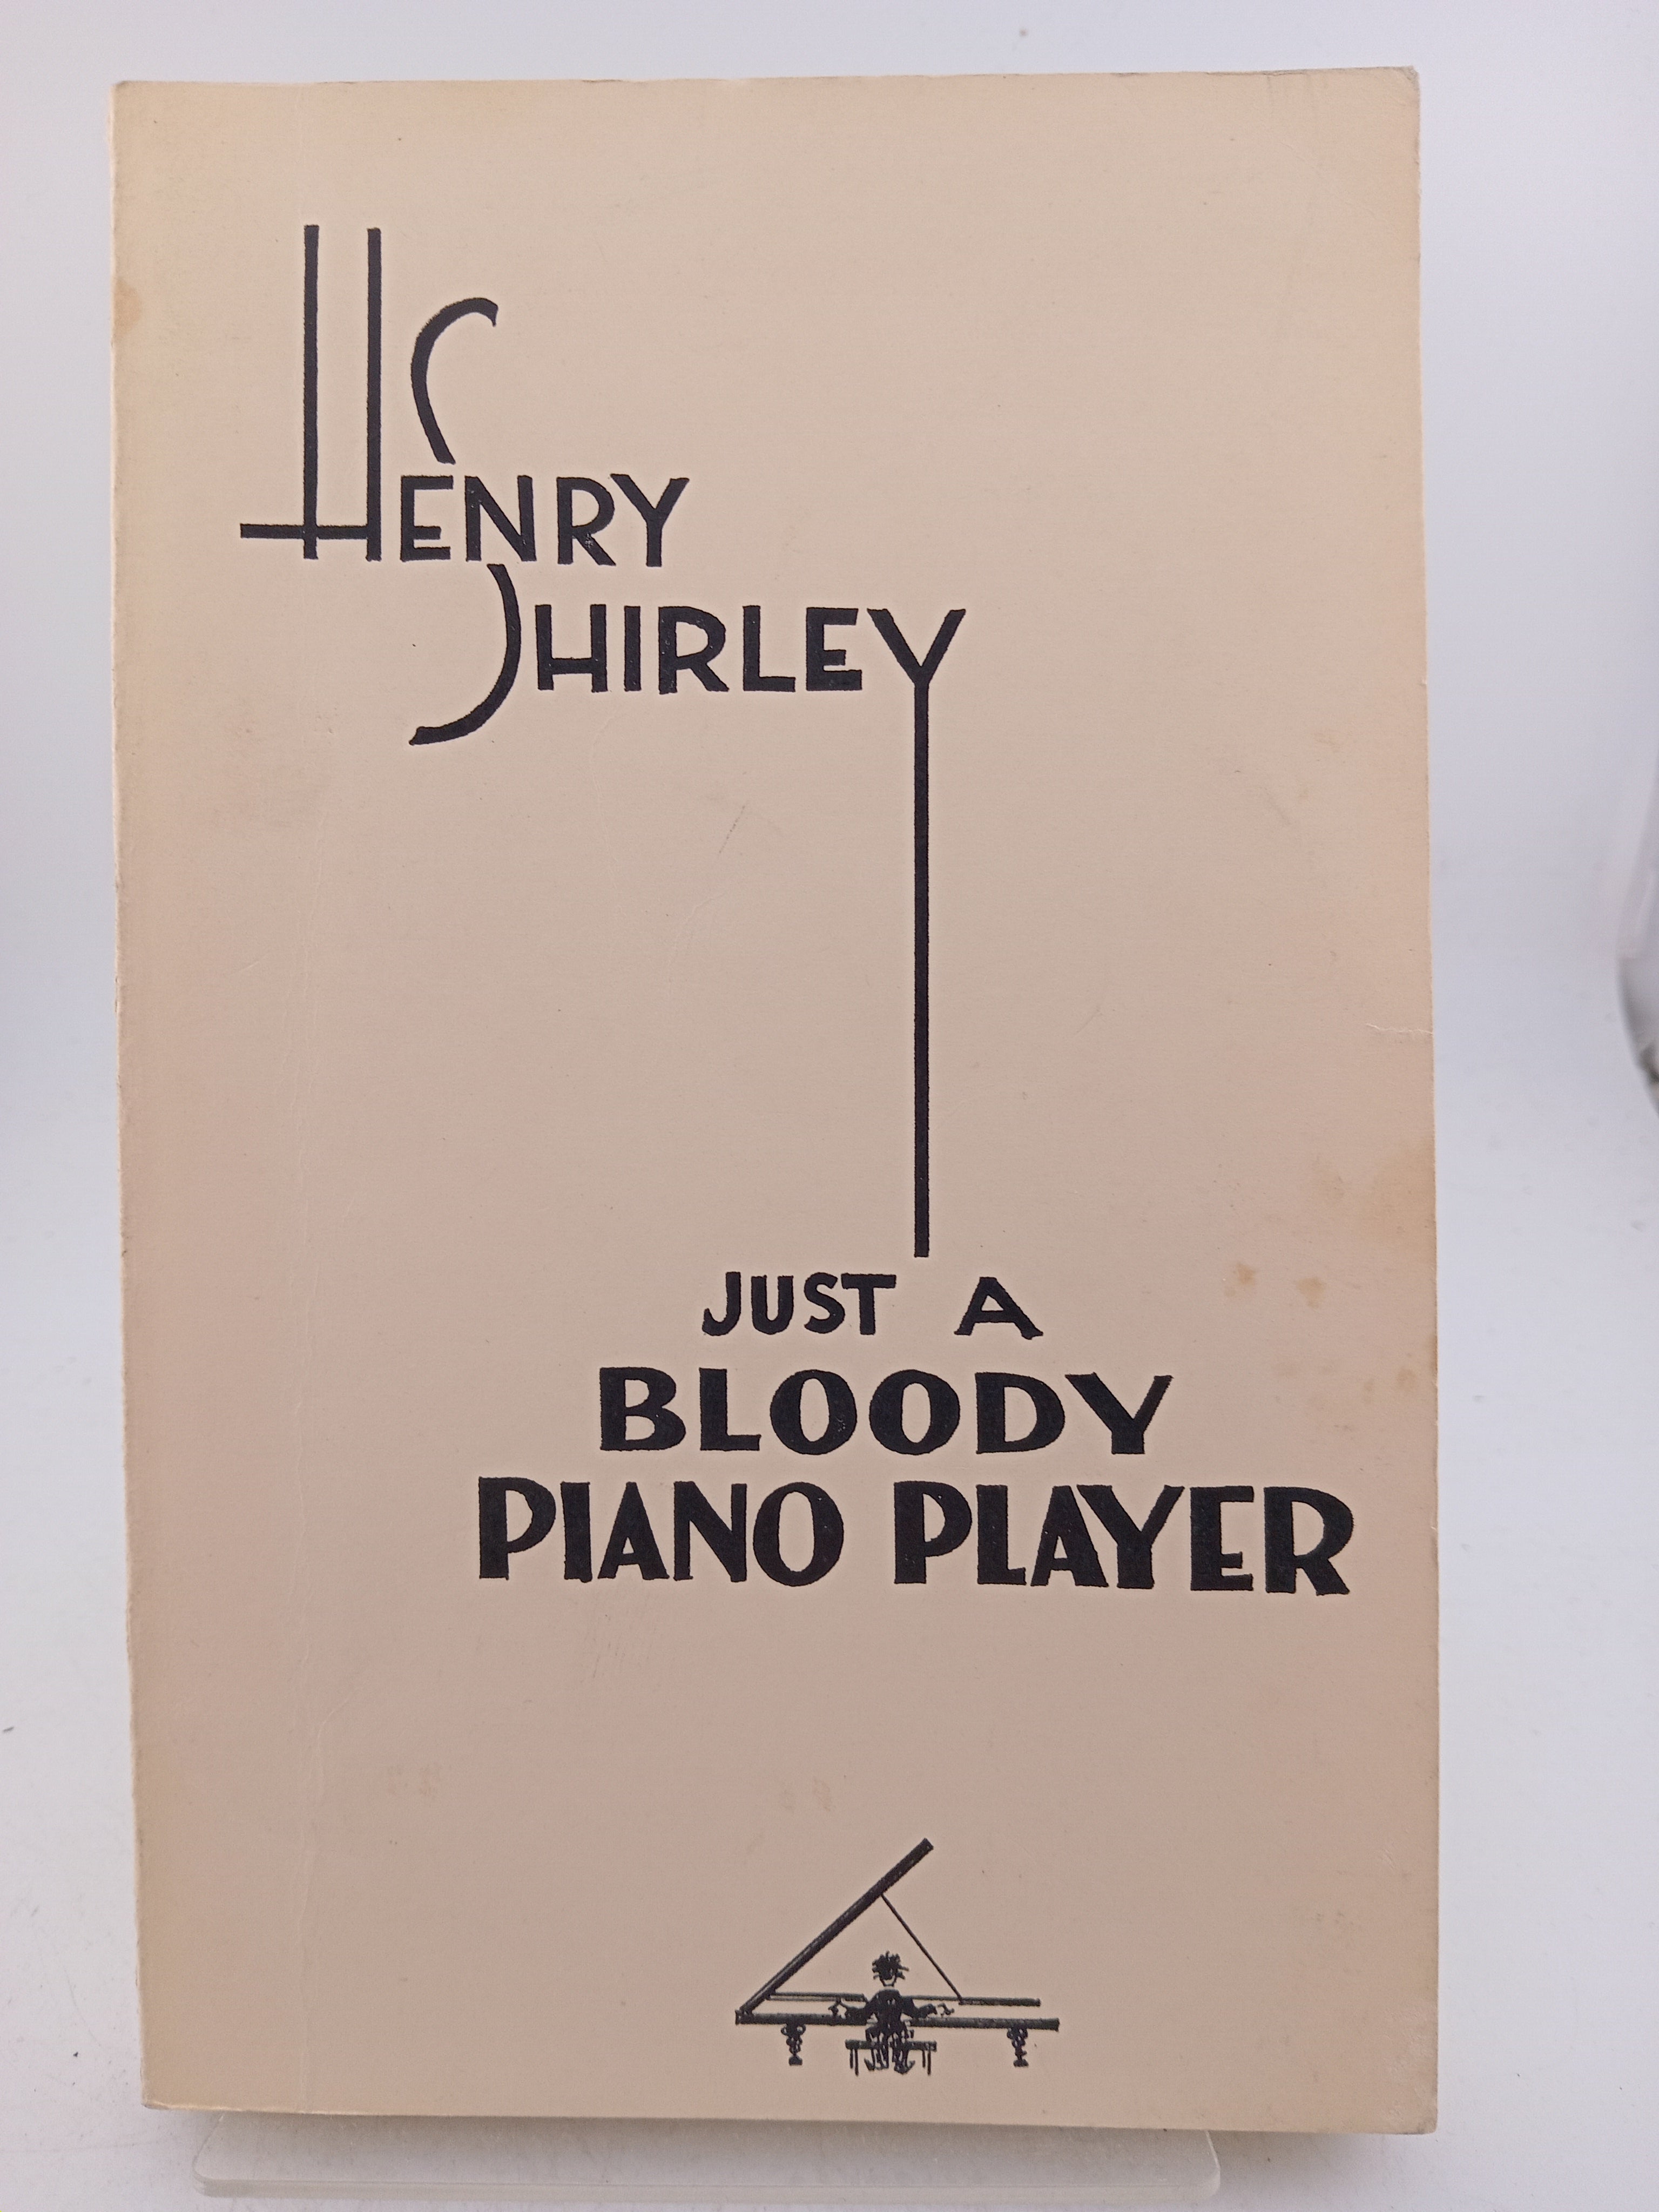 HENRY
SHIRLEY
JUST A
BLOODY
PIANO PLAYER